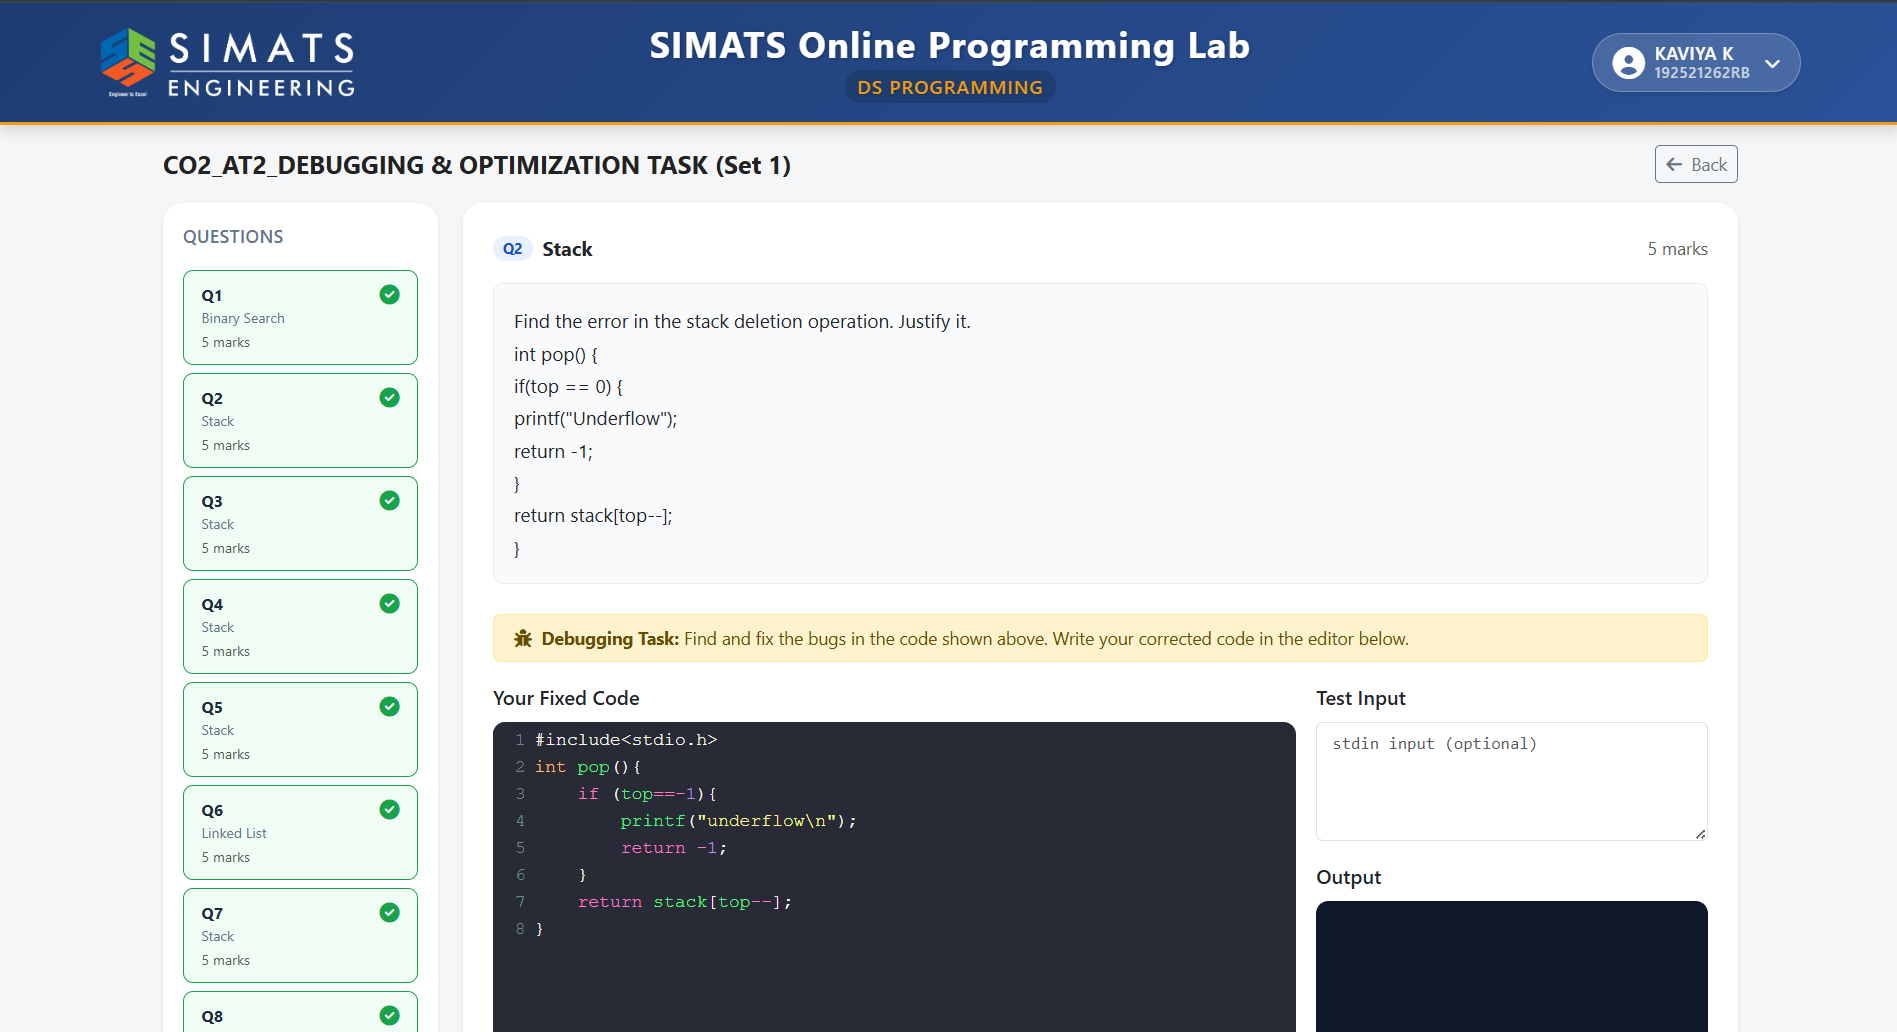 SIMATS
ENGINEERING
Engineer to Excel
SIMATS Online Programming Lab
DS PROGRAMMING
KAVIYA K
192521262RB
CO2_AT2_DEBUGGING & OPTIMIZATION TASK (Set 1)
Back
QUESTIONS
Q1
Binary Search
5 marks
Q2
Stack
5 marks
Q3
Stack
5 marks
Q4
Stack
5 marks
Q5
Stack
5 marks
Q6
Linked List
5 marks
Q7
Stack
5 marks
Q8
Q2 Stack
5 marks
Find the error in the stack deletion operation. Justify it.
int pop() {
if(top == 0) {
printf("Underflow");
return -1;
}
return stack[top--];
}
Debugging Task: Find and fix the bugs in the code shown above. Write your corrected code in the editor below.
Your Fixed Code
1 #include<stdio.h>
2 int pop(){
3     if (top==-1){
4         printf("underflow\n");
5         return -1;
6     }
7     return stack[top--];
8 }
Test Input
stdin input (optional)
Output